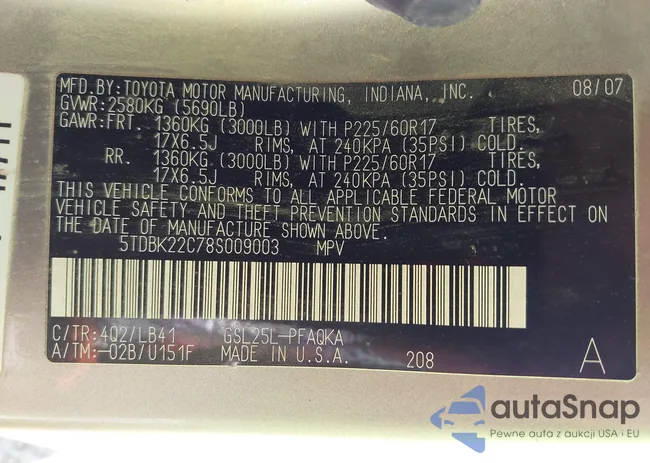 MFD.BY:TOYOTA MOTOR MANUFACTURING, INDIANA, INC. 08/07
GVWR:2580KG (5690LB)
GAWR:FRT. 1360KG (3000LB) WITH P225/60R17 TIRES,
17X6.5J RIMS, AT 240KPA (35PSI) COLD.
RR. 1360KG (3000LB) WITH P225/60R17 TIRES,
17X6.5J RIMS, AT 240KPA (35PSI) COLD.
THIS VEHICLE CONFORMS TO ALL APPLICABLE FEDERAL MOTOR
VEHICLE SAFETY AND THEFT PREVENTION STANDARDS IN EFFECT ON
THE DATE OF MANUFACTURE SHOWN ABOVE.
5TDBK22C78S009003 MPV
C/TR:4Q2/LB41 GSL25L-PFAQKA
A/TM:-02B/U151F MADE IN U.S.A. 208 A
autaSnap
Pewne auta z aukcji USA i EU